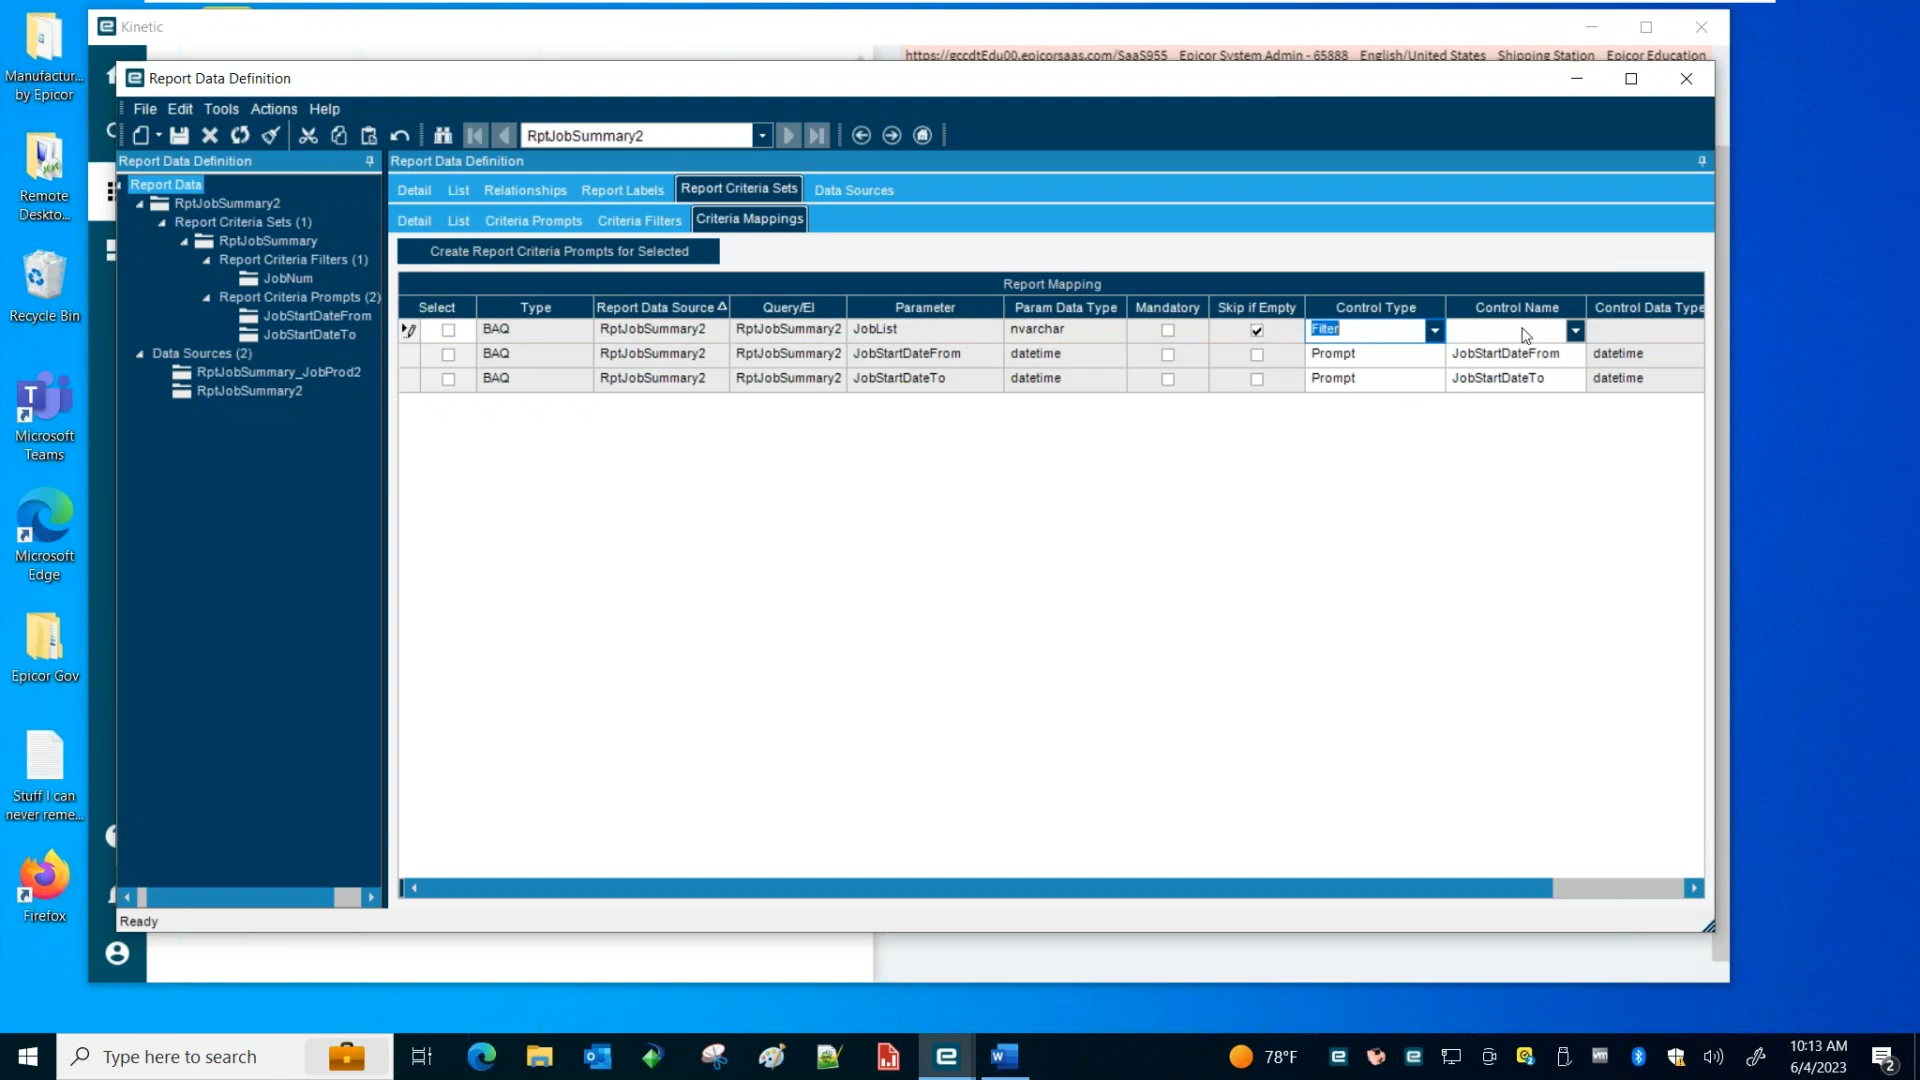 Kinetic
https://gccdtEdu00.epicorsaas.com/SaaS955 Epicor System Admin - 65888 English/United States Shipping Station Epicor Education
Report Data Definition
File Edit Tools Actions Help
RptJobSummary2
Report Data Definition
Report Data
RptJobSummary2
Report Criteria Sets (1)
RptJobSummary
Report Criteria Filters (1)
JobNum
Report Criteria Prompts (2)
JobStartDateFrom
JobStartDateTo
Data Sources (2)
RptJobSummary_JobProd2
RptJobSummary2
Report Data Definition
Detail List Relationships Report Labels Report Criteria Sets Data Sources
Detail List Criteria Prompts Criteria Filters Criteria Mappings
Create Report Criteria Prompts for Selected
Report Mapping
Select Type Report Data Source Query/EI Parameter Param Data Type Mandatory Skip if Empty Control Type Control Name Control Data Type
BAQ RptJobSummary2 RptJobSummary2 JobList nvarchar Filter
BAQ RptJobSummary2 RptJobSummary2 JobStartDateFrom datetime Prompt JobStartDateFrom datetime
BAQ RptJobSummary2 RptJobSummary2 JobStartDateTo datetime Prompt JobStartDateTo datetime
Ready
Manufactur...
by Epicor
Remote
Deskto...
Recycle Bin
Microsoft
Teams
Microsoft
Edge
Epicor Gov
Stuff I can
never reme...
Firefox
Type here to search
78°F
10:13 AM
6/4/2023
2